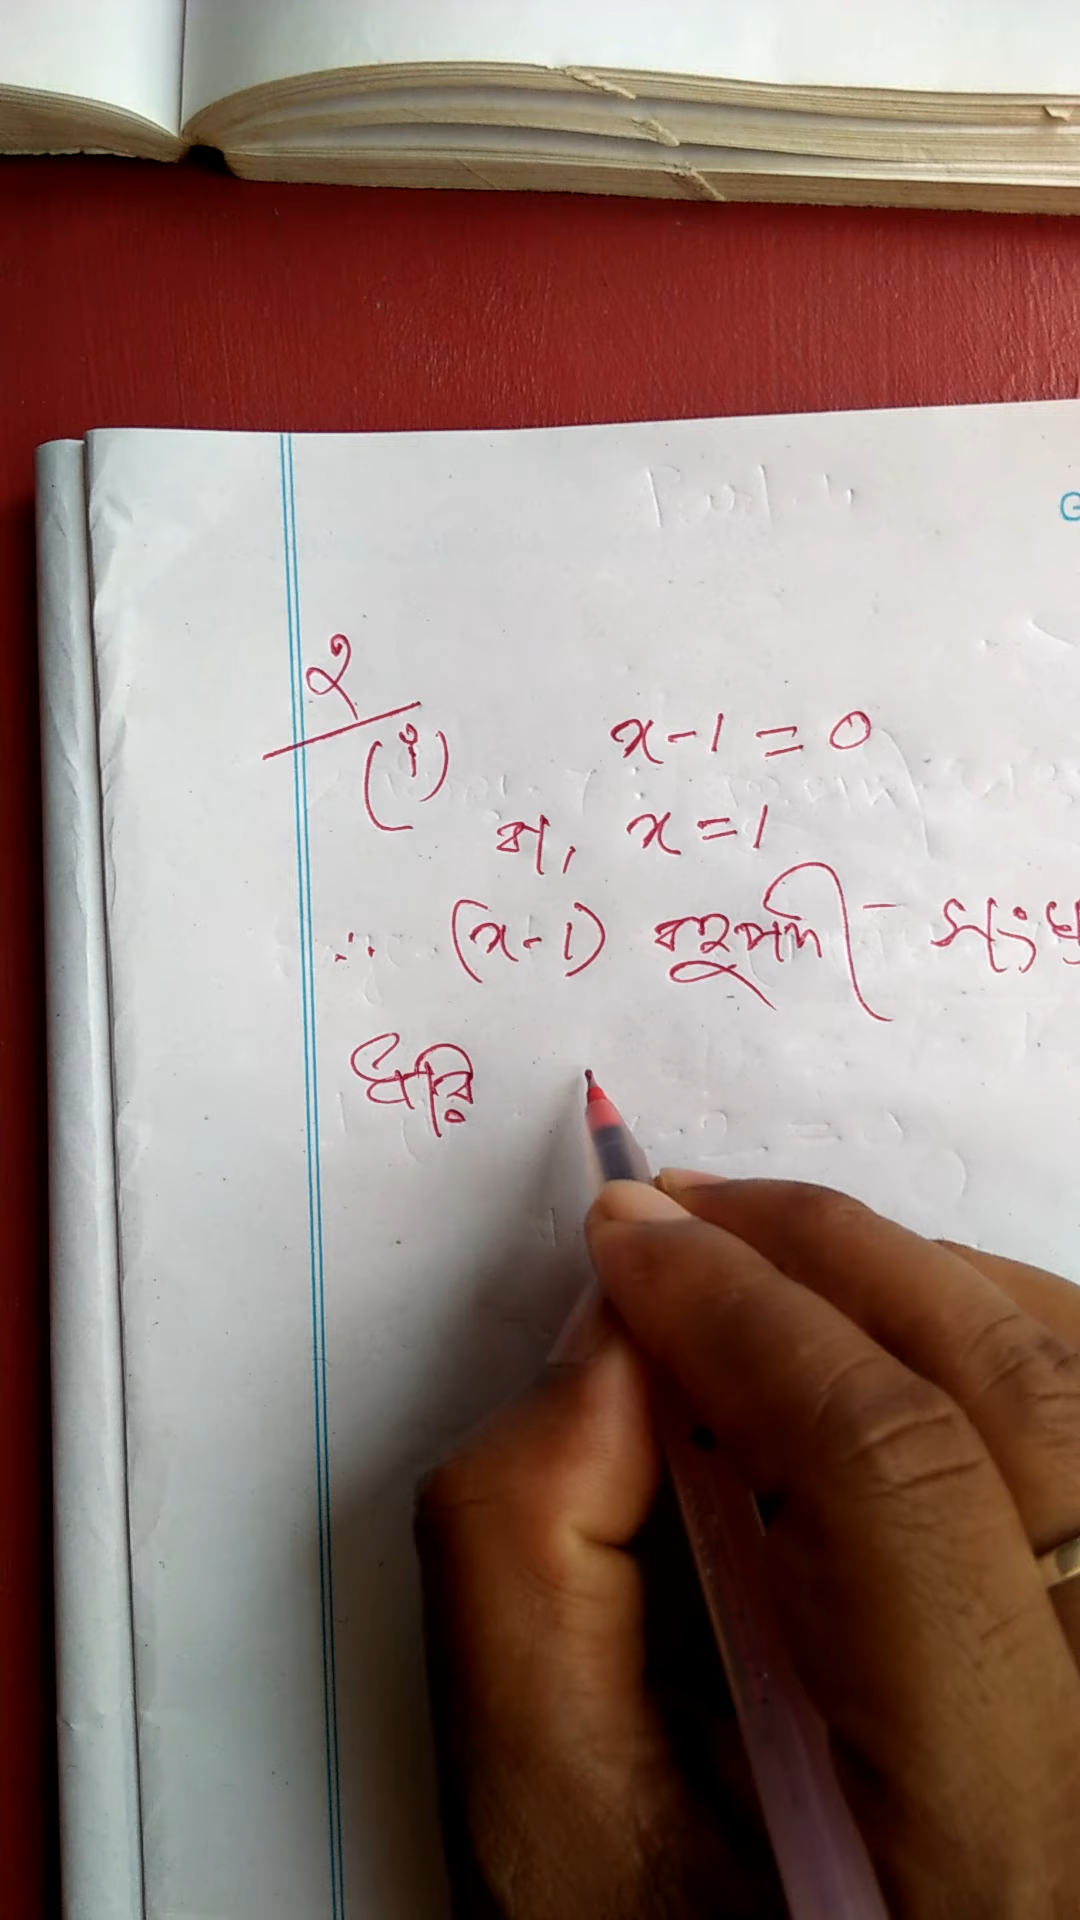 ২
(i) x-1=0
বা, x=1
∴ (x-1) বহুপদী
ধরি